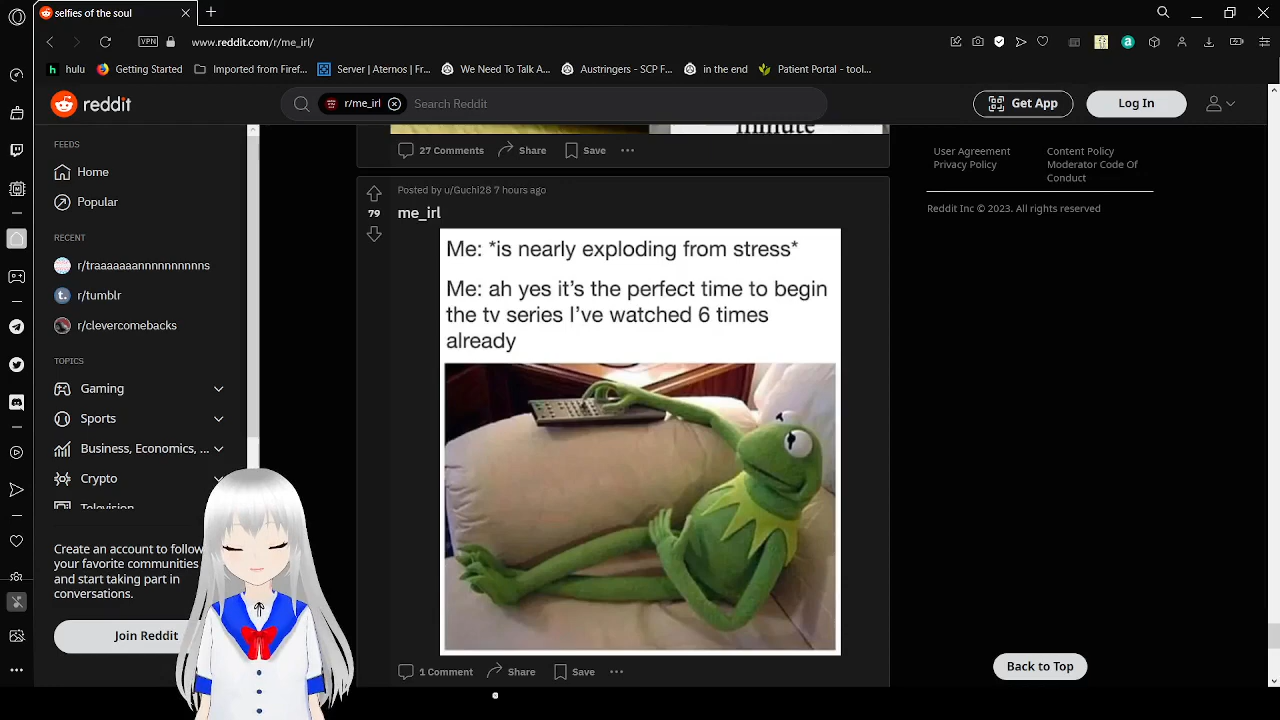 selfies of the soul
VPN
www.reddit.com/r/me_irl/
hulu
Getting Started
Imported from Firef...
Server | Aternos | Fr...
We Need To Talk A...
Austringers - SCP F...
in the end
Patient Portal - tool...
reddit
r/me_irl
Search Reddit
Get App
Log In
FEEDS
Home
Popular
RECENT
r/traaaaaaannnnnnnnnns
r/tumblr
r/clevercomebacks
TOPICS
Gaming
Sports
Business, Economics, ...
Crypto
Television
Create an account to follow
your favorite communities
and start taking part in
conversations.
Join Reddit
minute
27 Comments
Share
Save
Posted by u/Guchl28 7 hours ago
79
me_irl
Me: *is nearly exploding from stress*
Me: ah yes it’s the perfect time to begin
the tv series I’ve watched 6 times
already
1 Comment
Share
Save
User Agreement
Privacy Policy
Content Policy
Moderator Code Of
Conduct
Reddit Inc © 2023. All rights reserved
Back to Top